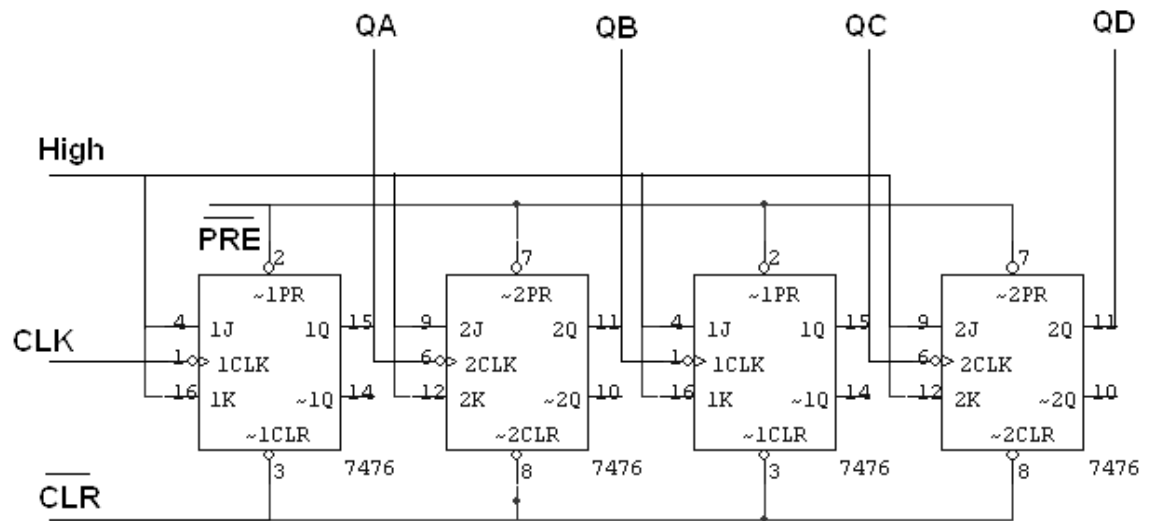 QA QB QC QD
High
PRE
2 7 2 7
~1PR ~2PR ~1PR ~2PR
4 1J 1Q 15 9 2J 2Q 11 4 1J 1Q 15 9 2J 2Q 11
CLK
1 1CLK 6 2CLK 1 1CLK 6 2CLK
16 1K ~1Q 14 12 2K ~2Q 10 16 1K ~1Q 14 12 2K ~2Q 10
~1CLR ~2CLR ~1CLR ~2CLR
3 7476 8 7476 3 7476 8 7476
CLR